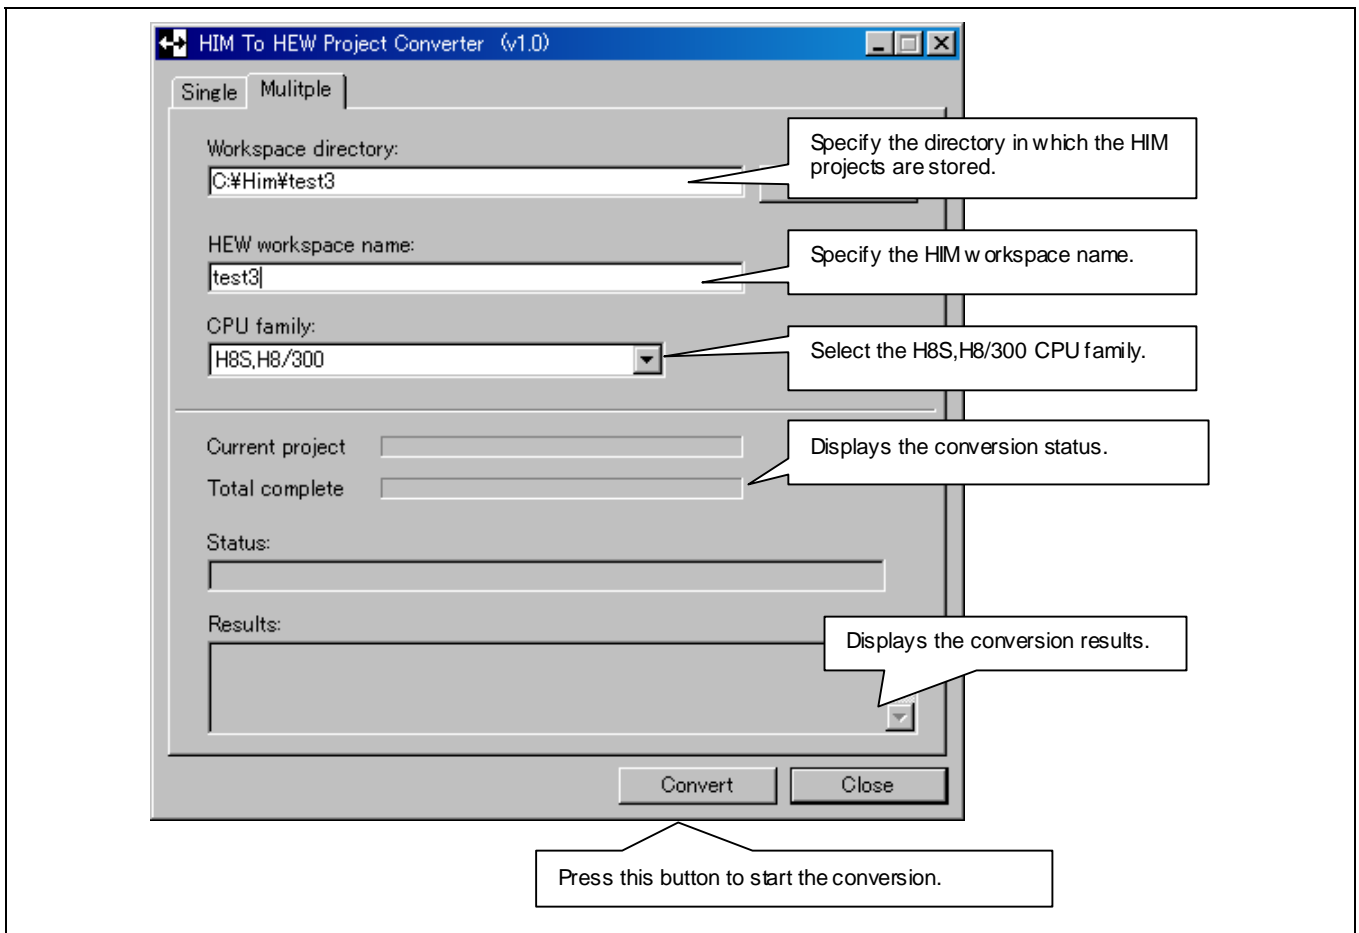 HIM To HEW Project Converter (v1.0)
Single Mulitple
Workspace directory:
C:¥Him¥test3
Specify the directory in which the HIM
projects are stored.
HEW workspace name:
test3
Specify the HIM workspace name.
CPU family:
H8S,H8/300
Select the H8S,H8/300 CPU family.
Current project
Displays the conversion status.
Total complete
Status:
Results:
Displays the conversion results.
Convert Close
Press this button to start the conversion.